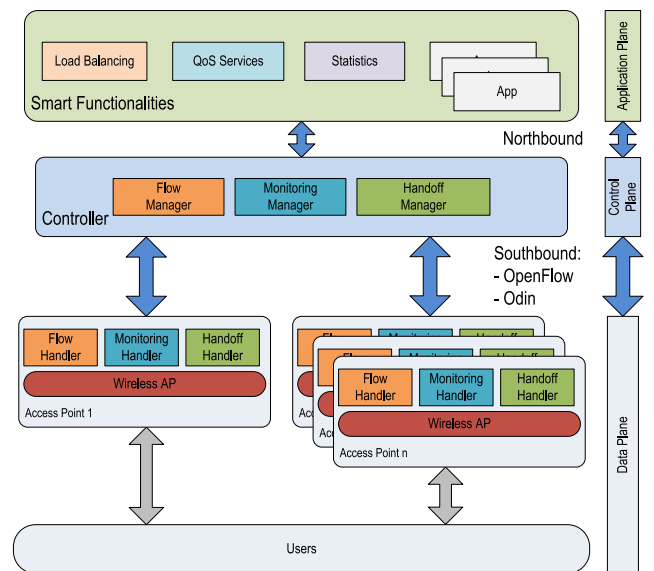 Load Balancing
QoS Services
Statistics
App
Smart Functionalities
Application Plane
Northbound
Flow
Manager
Monitoring
Manager
Handoff
Manager
Controller
Control
Plane
Southbound:
- OpenFlow
- Odin
Flow
Handler
Monitoring
Handler
Handoff
Handler
Wireless AP
Access Point 1
Flow
Handler
Monitoring
Handler
Handoff
Handler
Wireless AP
Access Point n
Data Plane
Users